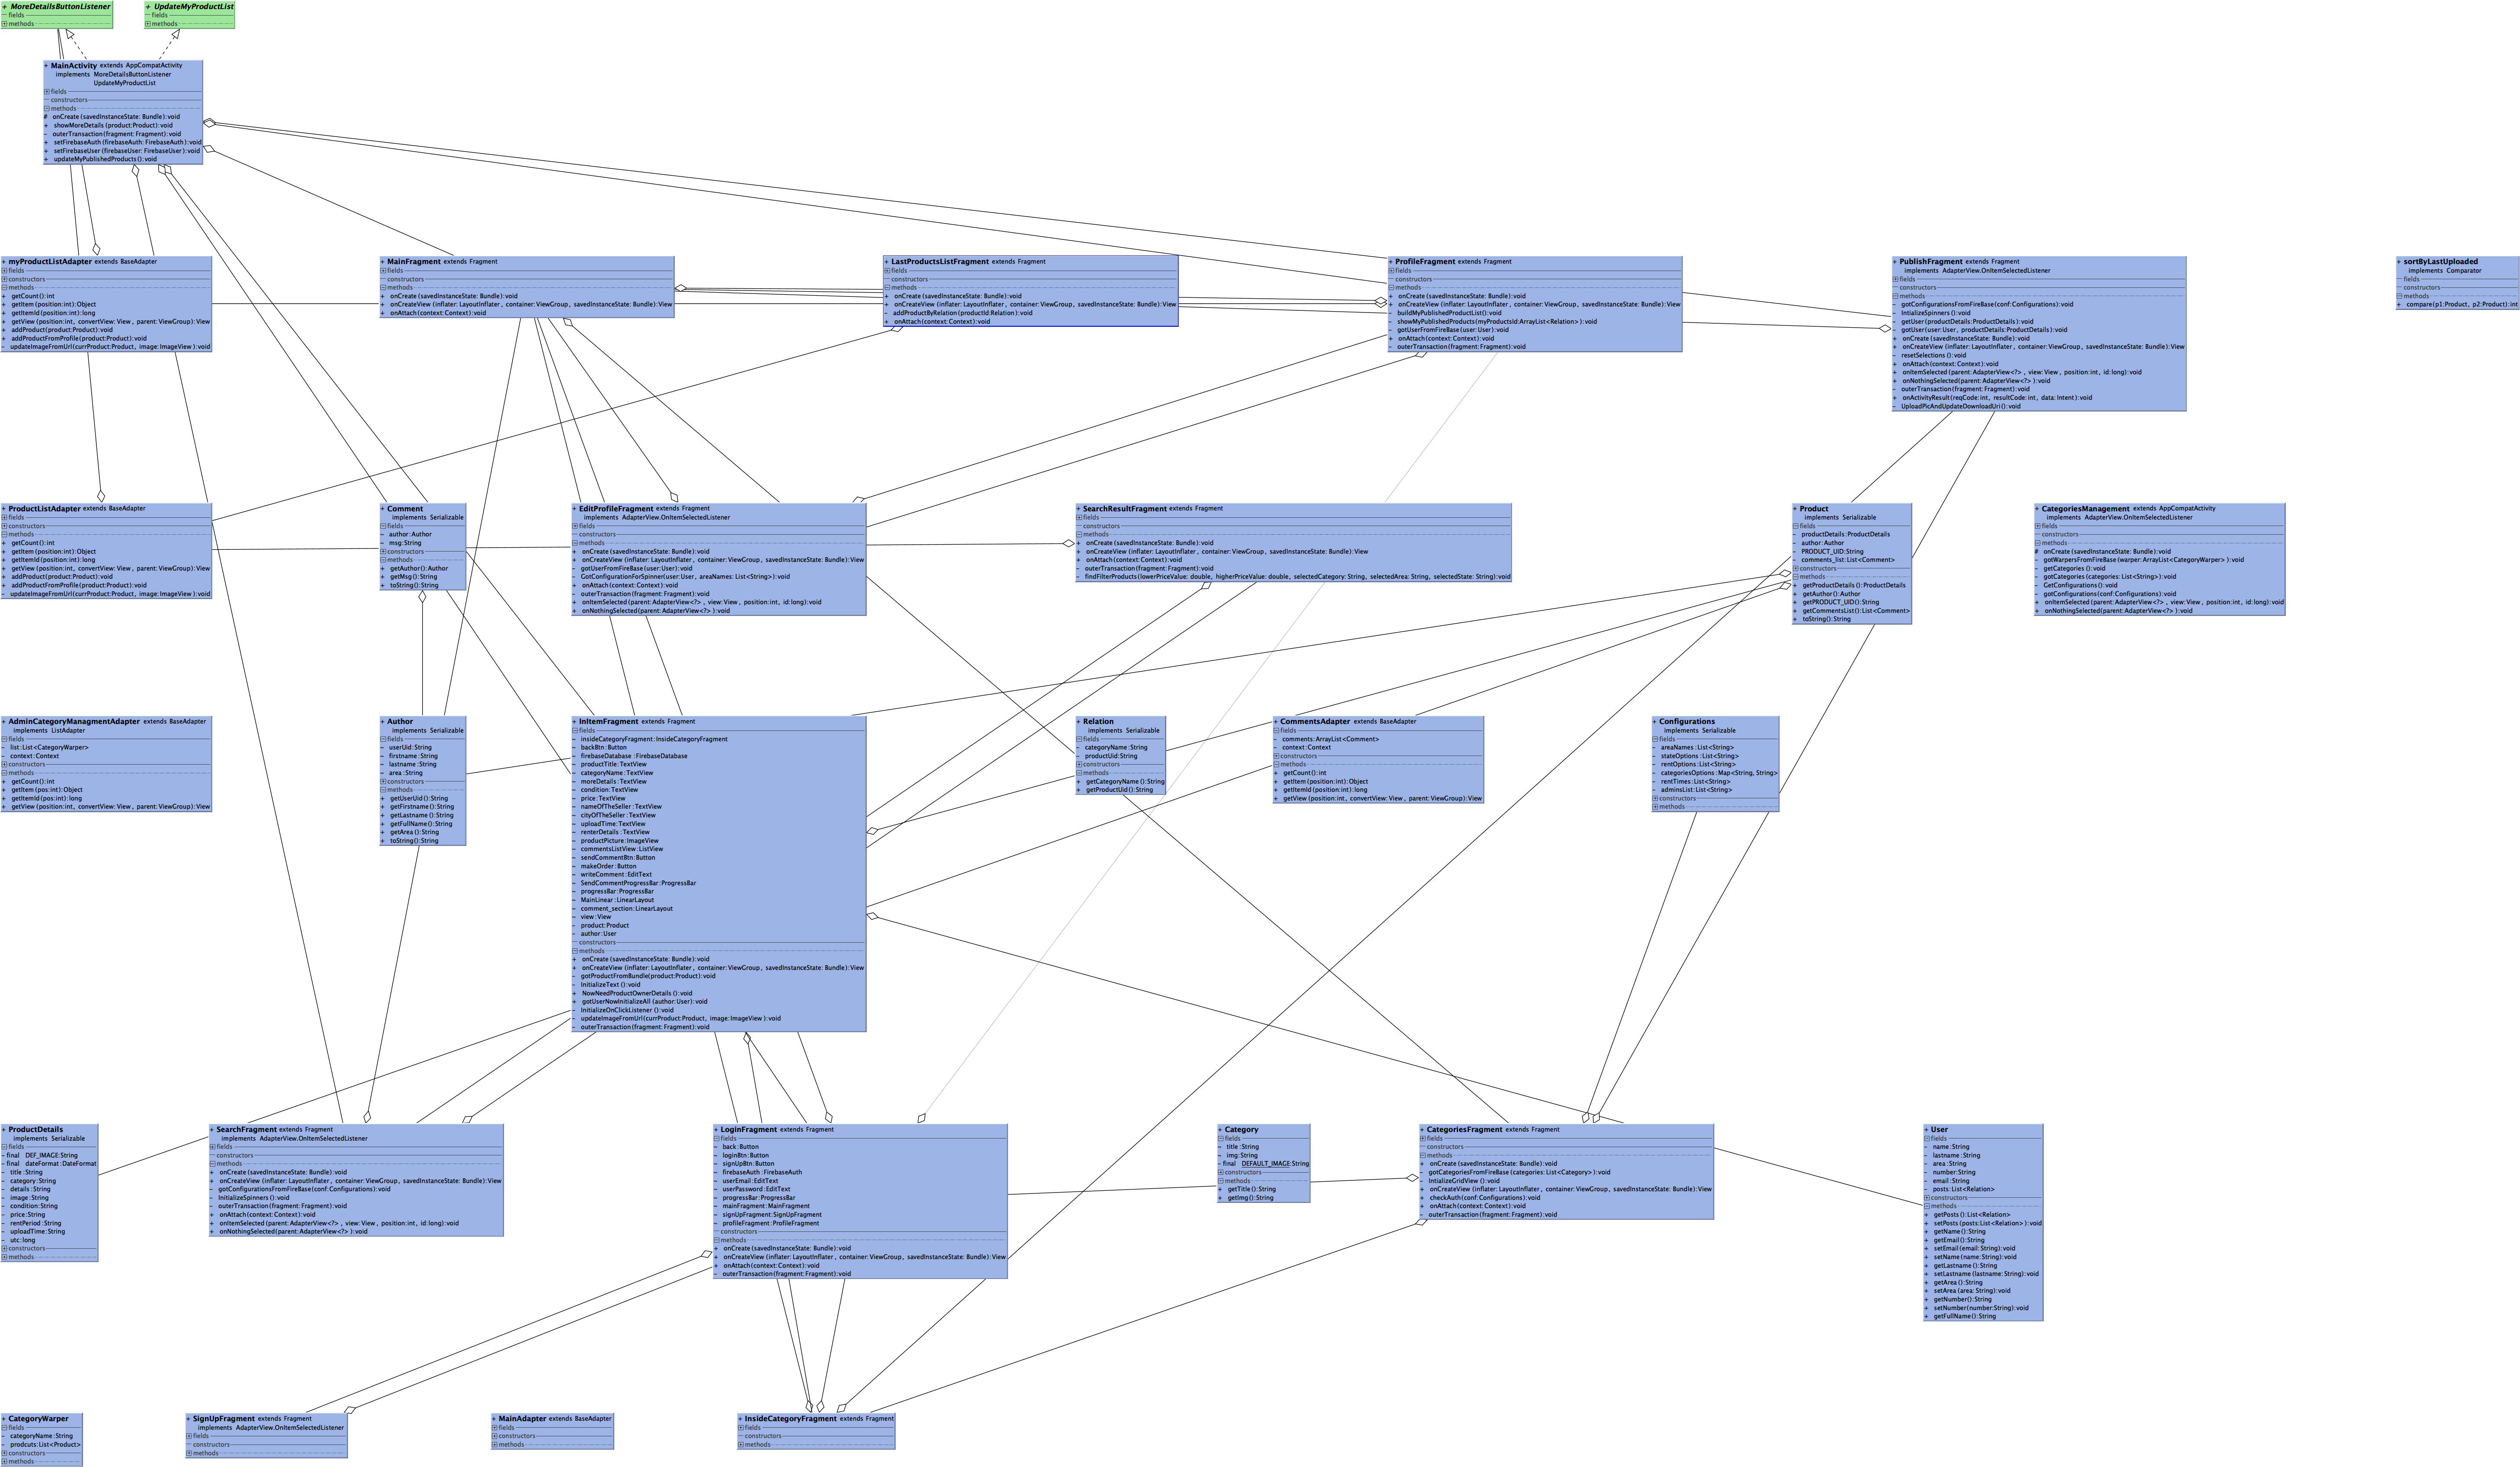 + MoreDetailsButtonListener
fields
methods
+ UpdateMyProductList
fields
methods
+ MainActivity extends AppCompatActivity
implements MoreDetailsButtonListener
UpdateMyProductList
fields
constructors
methods
# onCreate (savedInstanceState: Bundle):void
+ showMoreDetails (product:Product):void
- outerTransaction(fragment: Fragment):void
+ setFirebaseAuth (firebaseAuth: FirebaseAuth):void
+ setFirebaseUser (firebaseUser: FirebaseUser):void
+ updateMyPublishedProducts():void
+ myProductListAdapter extends BaseAdapter
fields
constructors
methods
+ getCount():int
+ getItem (position:int):Object
+ getItemId (position:int):long
+ getView (position:int, convertView: View, parent: ViewGroup):View
+ addProduct(product:Product):void
+ addProductFromProfile(product:Product):void
- updateImageFromUrl(currProduct:Product, image:ImageView ):void
+ MainFragment extends Fragment
fields
constructors
methods
+ onCreate (savedInstanceState: Bundle):void
+ onCreateView (inflater: LayoutInflater, container:ViewGroup, savedInstanceState: Bundle):View
+ onAttach(context: Context):void
+ LastProductsListFragment extends Fragment
fields
constructors
methods
+ onCreate (savedInstanceState: Bundle):void
+ onCreateView (inflater: LayoutInflater, container:ViewGroup, savedInstanceState: Bundle):View
- addProductByRelation (productId:Relation):void
+ onAttach(context: Context):void
+ ProfileFragment extends Fragment
fields
constructors
methods
+ onCreate (savedInstanceState: Bundle):void
+ onCreateView (inflater: LayoutInflater, container:ViewGroup, savedInstanceState: Bundle):View
- buildMyPublishedProductList():void
- showMyPublishedProducts (myProductsId:ArrayList<Relation>):void
- gotUserFromFireBase (user: User):void
+ onAttach(context: Context):void
- outerTransaction(fragment: Fragment):void
+ PublishFragment extends Fragment
implements AdapterView.OnItemSelectedListener
fields
constructors
methods
- gotConfigurationsFromFireBase(conf:Configurations):void
- IntializeSpinners():void
- getUser (productDetails:ProductDetails):void
- gotUser (user: User, productDetails:ProductDetails):void
+ onCreate (savedInstanceState: Bundle):void
+ onCreateView (inflater: LayoutInflater, container:ViewGroup, savedInstanceState: Bundle):View
- resetSelections ():void
+ onAttach(context: Context):void
+ onItemSelected (parent:AdapterView<?>, view:View, position:int, id:long):void
+ onNothingSelected(parent:AdapterView<?>):void
- outerTransaction(fragment: Fragment):void
+ onActivityResult(reqCode:int, resultCode:int, data: Intent):void
- UploadPicAndUpdateDownloadUri():void
+ sortByLastUploaded
implements Comparator
fields
constructors
methods
+ compare(p1:Product, p2:Product):int
+ ProductListAdapter extends BaseAdapter
fields
constructors
methods
+ getCount():int
+ getItem (position:int):Object
+ getItemId (position:int):long
+ getView (position:int, convertView: View, parent: ViewGroup):View
+ addProduct(product:Product):void
+ addProductFromProfile(product:Product):void
- updateImageFromUrl(currProduct:Product, image:ImageView ):void
+ Comment
implements Serializable
fields
- author:Author
- msg:String
constructors
methods
+ getAuthor():Author
+ getMsg():String
+ toString():String
+ EditProfileFragment extends Fragment
implements AdapterView.OnItemSelectedListener
fields
constructors
methods
+ onCreate (savedInstanceState: Bundle):void
+ onCreateView (inflater: LayoutInflater, container:ViewGroup, savedInstanceState: Bundle):View
- gotUserFromFireBase (user: User):void
- GotConfigurationForSpinner(user: User, areaNames: List<String>):void
+ onAttach(context: Context):void
- outerTransaction(fragment: Fragment):void
+ onItemSelected (parent:AdapterView<?>, view:View, position:int, id:long):void
+ onNothingSelected(parent:AdapterView<?>):void
+ SearchResultFragment extends Fragment
fields
constructors
methods
+ onCreate (savedInstanceState: Bundle):void
+ onCreateView (inflater: LayoutInflater, container:ViewGroup, savedInstanceState: Bundle):View
+ onAttach(context: Context):void
- outerTransaction(fragment: Fragment):void
- findFilterProducts (lowerPriceValue: double, higherPriceValue: double, selectedCategory: String, selectedArea: String, selectedState: String):void
+ Product
implements Serializable
fields
- productDetails:ProductDetails
- author:Author
- PRODUCT_UID:String
- comments_list:List<Comment>
constructors
methods
+ getProductDetails():ProductDetails
+ getAuthor():Author
+ getPRODUCT_UID():String
+ getCommentsList():List<Comment>
+ toString():String
+ CategoriesManagement extends AppCompatActivity
implements AdapterView.OnItemSelectedListener
fields
constructors
methods
# onCreate (savedInstanceState: Bundle):void
- gotWarpersFromFireBase (warper: ArrayList<CategoryWarper>):void
- getCategories ():void
- gotCategories (categories: List<String>):void
- GetConfigurations():void
- gotConfigurations (conf:Configurations):void
+ onItemSelected (parent:AdapterView<?>, view:View, position:int, id:long):void
+ onNothingSelected(parent:AdapterView<?>):void
+ AdminCategoryManagmentAdapter extends BaseAdapter
implements ListAdapter
fields
- list:List<CategoryWarper>
- context:Context
constructors
methods
+ getCount():int
+ getItem (pos:int):Object
+ getItemId (pos:int):long
+ getView (position:int, convertView: View, parent: ViewGroup):View
+ Author
implements Serializable
fields
- userUid:String
- firstname:String
- lastname:String
- area:String
constructors
methods
+ getUserUid():String
+ getFirstname():String
+ getLastname():String
+ getFullName():String
+ getArea():String
+ toString():String
+ InItemFragment extends Fragment
fields
- insideCategoryFragment:InsideCategoryFragment
- backBtn:Button
- firebaseDatabase:FirebaseDatabase
- productTitle:TextView
- categoryName:TextView
- moreDetails:TextView
- condition:TextView
- price:TextView
- nameOfTheSeller:TextView
- cityOfTheSeller:TextView
- uploadTime:TextView
- renterDetails:TextView
- productPicture:ImageView
- commentsListView:ListView
- sendCommentBtn:Button
- makeOrder:Button
- writeComment:EditText
- SendCommentProgressBar:ProgressBar
- progressBar:ProgressBar
- MainLinear:LinearLayout
- comment_section:LinearLayout
- view:View
- product:Product
- author:User
constructors
methods
+ onCreate (savedInstanceState: Bundle):void
+ onCreateView (inflater: LayoutInflater, container:ViewGroup, savedInstanceState: Bundle):View
- gotProductFromBundle(product:Product):void
- InitializeText ():void
+ NowNeedProductOwnerDetails ():void
+ gotUserNowInitializeAll (author:User):void
- InitializeOnClickListener ():void
- updateImageFromUrl(currProduct:Product, image:ImageView ):void
- outerTransaction(fragment: Fragment):void
+ Relation
implements Serializable
fields
- categoryName:String
- productUid:String
constructors
methods
+ getCategoryName():String
+ getProductUid():String
+ CommentsAdapter extends BaseAdapter
fields
- comments:ArrayList<Comment>
- context:Context
constructors
methods
+ getCount():int
+ getItem (position:int):Object
+ getItemId (position:int):long
+ getView (position:int, convertView: View, parent: ViewGroup):View
+ Configurations
implements Serializable
fields
- areaNames:List<String>
- stateOptions:List<String>
- rentOptions:List<String>
- categoriesOptions:Map<String, String>
- rentTimes:List<String>
- adminsList:List<String>
constructors
methods
+ ProductDetails
implements Serializable
fields
- final DEF_IMAGE:String
- final dateFormat:DateFormat
- title:String
- category:String
- details:String
- image:String
- condition:String
- price:String
- rentPeriod:String
- uploadTime:String
- utc:long
constructors
methods
+ SearchFragment extends Fragment
implements AdapterView.OnItemSelectedListener
fields
constructors
methods
+ onCreate (savedInstanceState: Bundle):void
+ onCreateView (inflater: LayoutInflater, container:ViewGroup, savedInstanceState: Bundle):View
- gotConfigurationsFromFireBase(conf:Configurations):void
- InitializeSpinners ():void
- outerTransaction(fragment: Fragment):void
+ onAttach(context: Context):void
+ onItemSelected (parent:AdapterView<?>, view:View, position:int, id:long):void
+ onNothingSelected(parent:AdapterView<?>):void
+ LoginFragment extends Fragment
fields
- back:Button
- loginBtn:Button
- signUpBtn:Button
- firebaseAuth:FirebaseAuth
- userEmail:EditText
- userPassword:EditText
- progressBar:ProgressBar
- mainFragment:MainFragment
- signUpFragment:SignUpFragment
- profileFragment:ProfileFragment
constructors
methods
+ onCreate (savedInstanceState: Bundle):void
+ onCreateView (inflater: LayoutInflater, container:ViewGroup, savedInstanceState: Bundle):View
+ onAttach(context: Context):void
- outerTransaction(fragment: Fragment):void
+ Category
fields
- title:String
- img:String
- final DEFAULT_IMAGE:String
constructors
methods
+ getTitle():String
+ getImg():String
+ CategoriesFragment extends Fragment
fields
constructors
methods
+ onCreate (savedInstanceState: Bundle):void
- gotCategoriesFromFireBase (categories: List<Category>):void
- IntializeGridView ():void
+ onCreateView (inflater: LayoutInflater, container:ViewGroup, savedInstanceState: Bundle):View
+ checkAuth(conf:Configurations):void
+ onAttach(context: Context):void
- outerTransaction(fragment: Fragment):void
+ User
fields
- name:String
- lastname:String
- area:String
- number:String
- email:String
- posts:List<Relation>
constructors
methods
+ getPosts():List<Relation>
+ setPosts (posts:List<Relation>):void
+ getName():String
+ getEmail():String
+ setEmail (email:String):void
+ setName (name:String):void
+ getLastname():String
+ setLastname (lastname:String):void
+ getArea():String
+ setArea (area:String):void
+ getNumber():String
+ setNumber(number:String):void
+ getFullName():String
+ CategoryWarper
fields
- categoryName:String
- prodcuts:List<Product>
constructors
methods
+ SignUpFragment extends Fragment
implements AdapterView.OnItemSelectedListener
fields
constructors
methods
+ MainAdapter extends BaseAdapter
fields
constructors
methods
+ InsideCategoryFragment extends Fragment
fields
constructors
methods